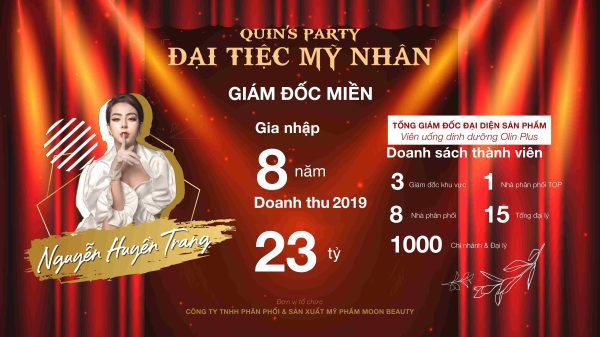 QUIN'S PARTY
ĐẠI TIỆC MỸ NHÂN
GIÁM ĐỐC MIỀN
Gia nhập
8 năm
Doanh thu 2019
23 tỷ
TỔNG GIÁM ĐỐC ĐẠI DIỆN SẢN PHẨM
Viên uống dinh dưỡng Olin Plus
Doanh sách thành viên
3 Giám đốc khu vực
1 Nhà phân phối TOP
8 Nhà phân phối
15 Tổng đại lý
1000 Chi nhánh & Đại lý
Nguyễn Huyền Trang
Đơn vị tổ chức
CÔNG TY TNHH PHÂN PHỐI & SẢN XUẤT MỸ PHẨM MOON BEAUTY